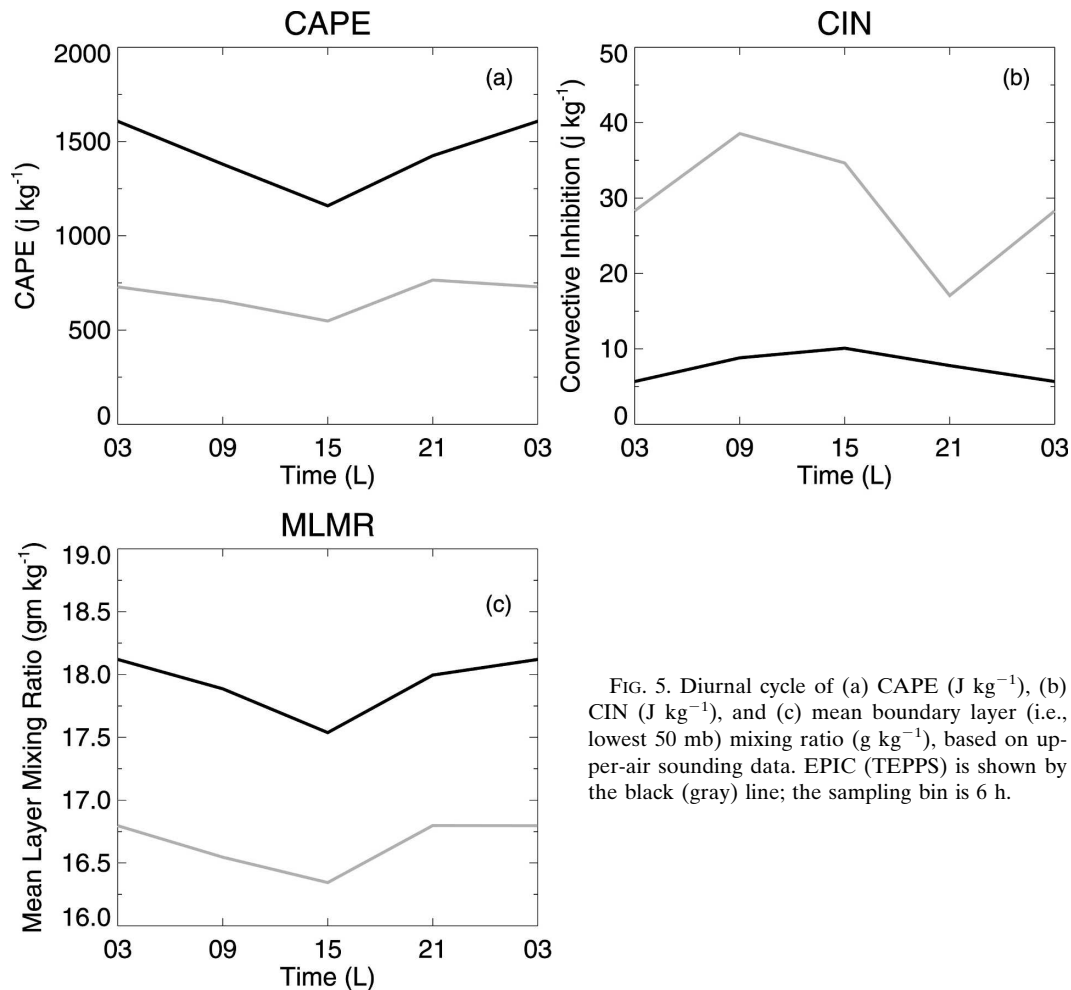 CAPE
2000
(a)
1500
1000
500
0
CAPE (j kg⁻¹)
03 09 15 21 03
Time (L)
CIN
50
(b)
40
30
20
10
0
Convective Inhibition (j kg⁻¹)
03 09 15 21 03
Time (L)
MLMR
19.0
(c)
18.5
18.0
17.5
17.0
16.5
16.0
Mean Layer Mixing Ratio (gm kg⁻¹)
03 09 15 21 03
Time (L)
FIG. 5. Diurnal cycle of (a) CAPE (J kg⁻¹), (b)
CIN (J kg⁻¹), and (c) mean boundary layer (i.e.,
lowest 50 mb) mixing ratio (g kg⁻¹), based on up-
per-air sounding data. EPIC (TEPPS) is shown by
the black (gray) line; the sampling bin is 6 h.